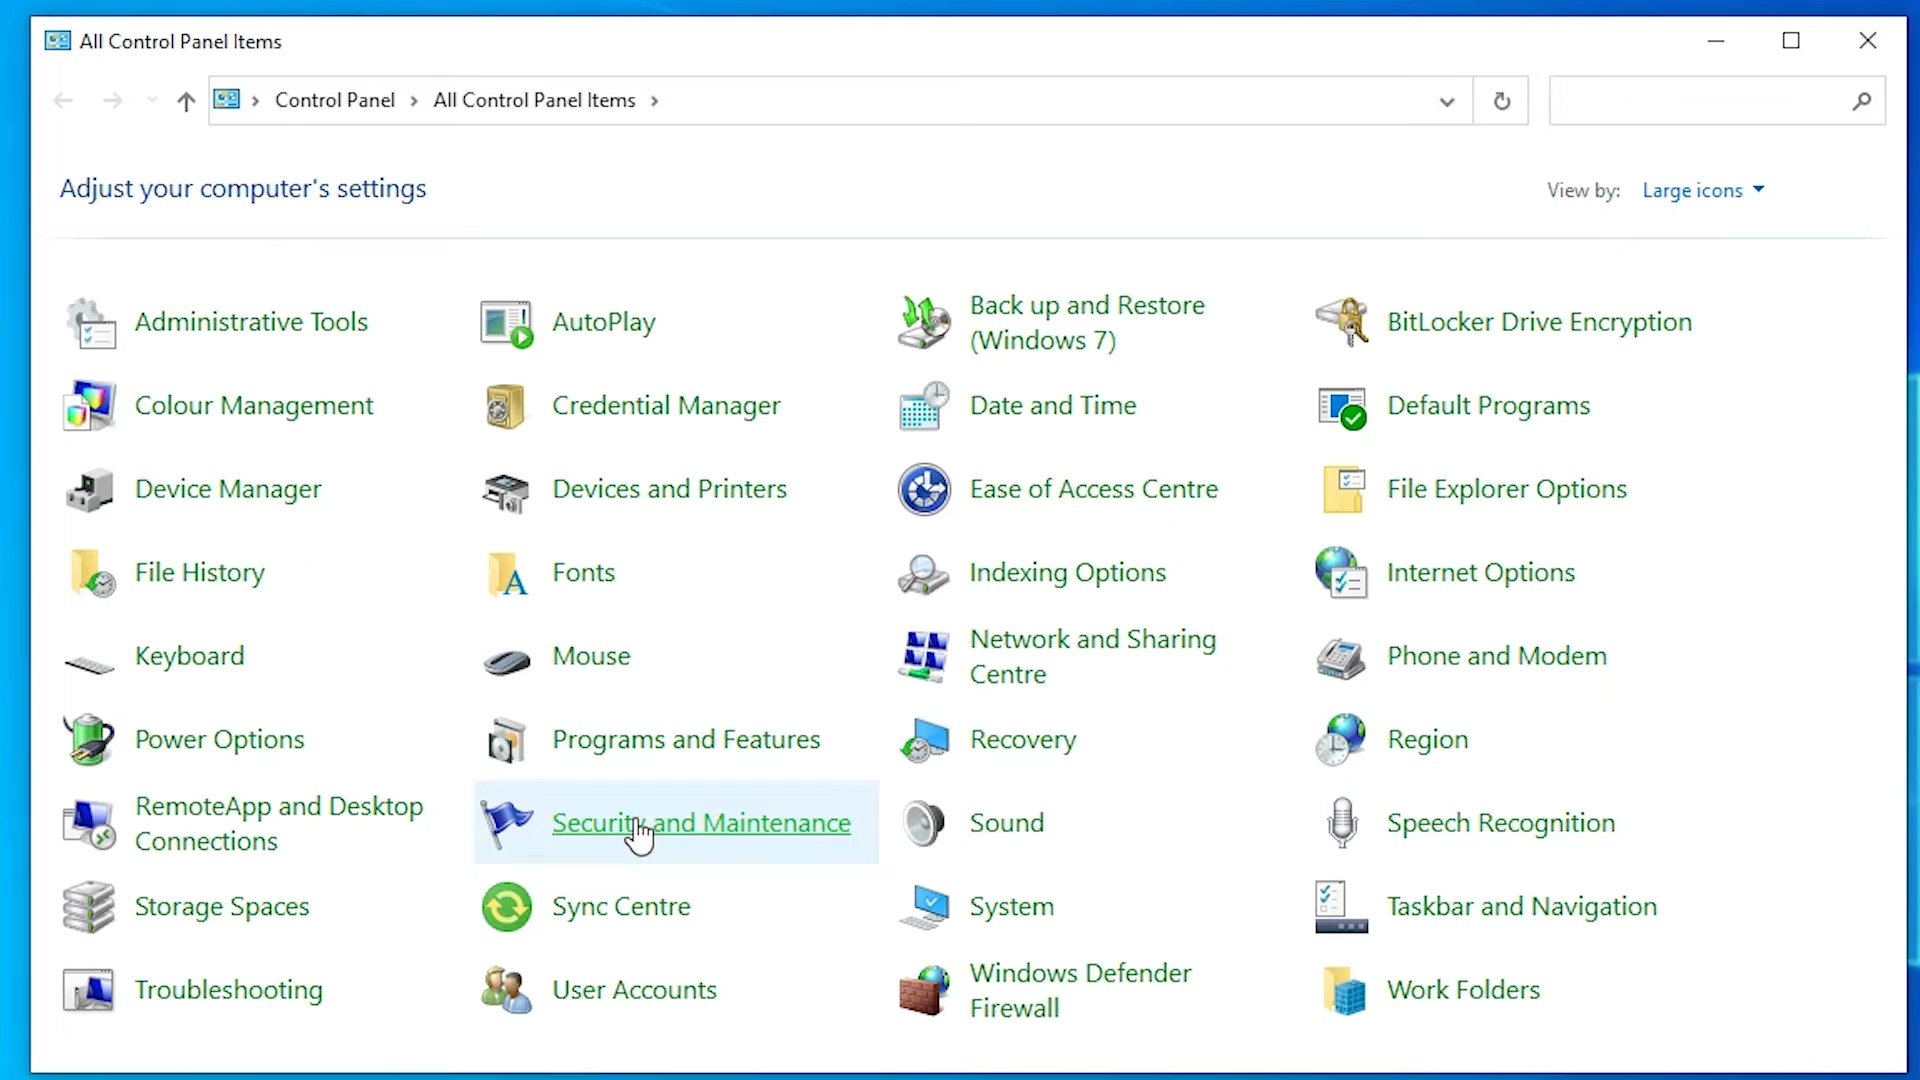 All Control Panel Items
Control Panel
All Control Panel Items
Adjust your computer's settings
View by:
Large icons
Administrative Tools
AutoPlay
Back up and Restore
(Windows 7)
BitLocker Drive Encryption
Colour Management
Credential Manager
Date and Time
Default Programs
Device Manager
Devices and Printers
Ease of Access Centre
File Explorer Options
File History
Fonts
Indexing Options
Internet Options
Keyboard
Mouse
Network and Sharing
Centre
Phone and Modem
Power Options
Programs and Features
Recovery
Region
RemoteApp and Desktop
Connections
Security and Maintenance
Sound
Speech Recognition
Storage Spaces
Sync Centre
System
Taskbar and Navigation
Troubleshooting
User Accounts
Windows Defender
Firewall
Work Folders